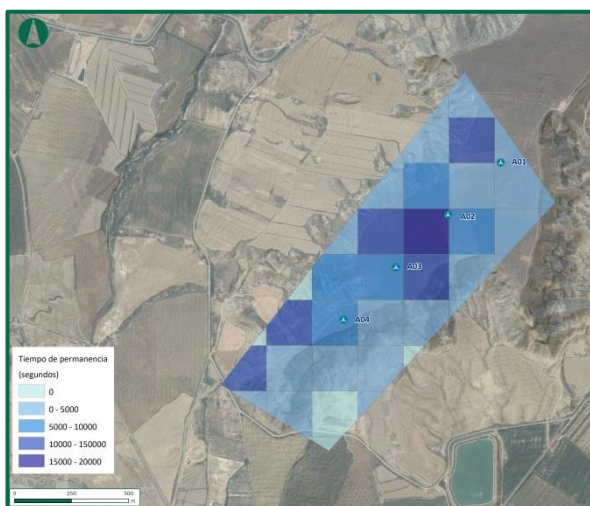 A01
A02
A03
A04
Tiempo de permanencia
(segundos)
0
0 - 5000
5000 - 10000
10000 - 150000
15000 - 20000
0 250 500
m